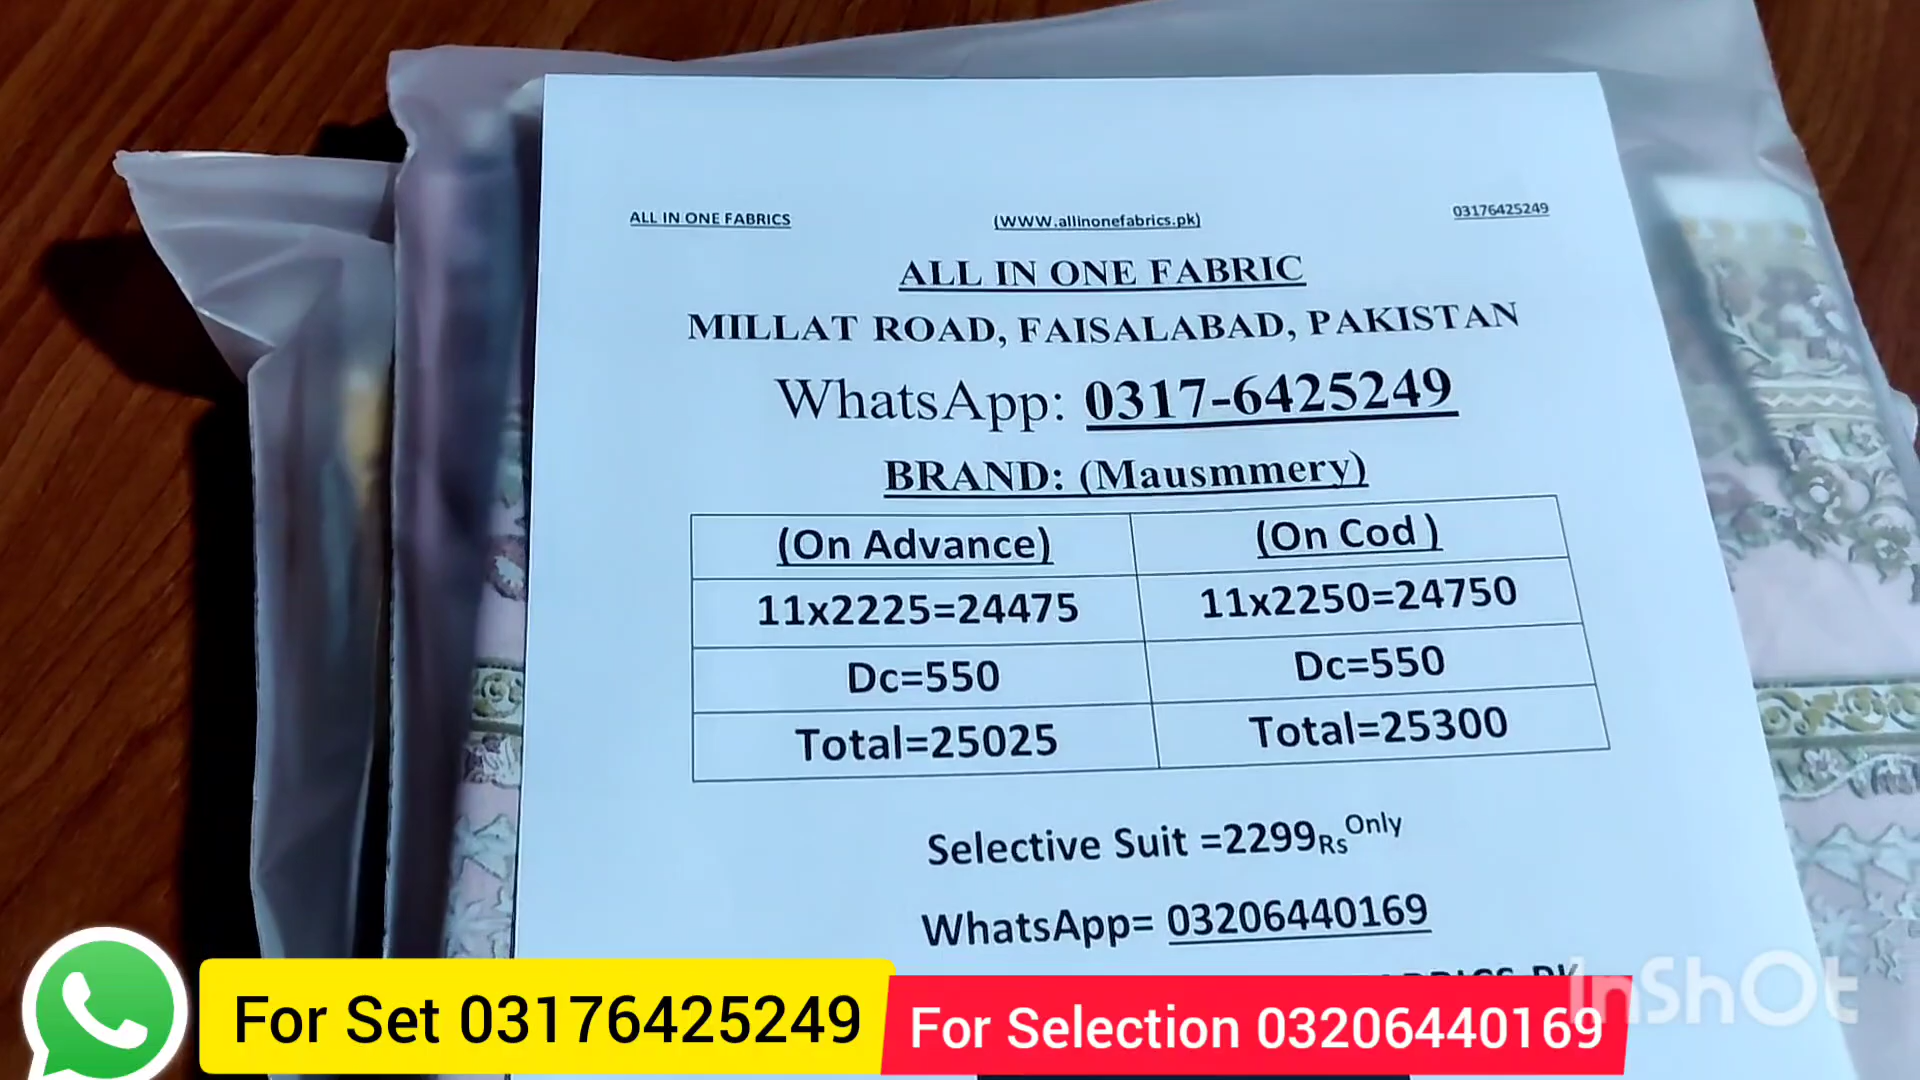 ALL IN ONE FABRICS (WWW.allinonefabrics.pk) 03176425249
ALL IN ONE FABRIC
MILLAT ROAD, FAISALABAD, PAKISTAN
WhatsApp: 0317-6425249
BRAND: (Mausmmery)
(On Advance) (On Cod )
11x2225=24475 11x2250=24750
Dc=550 Dc=550
Total=25025 Total=25300
Selective Suit =2299Rs Only
WhatsApp= 03206440169
For Set 03176425249
For Selection 03206440169
InShOt